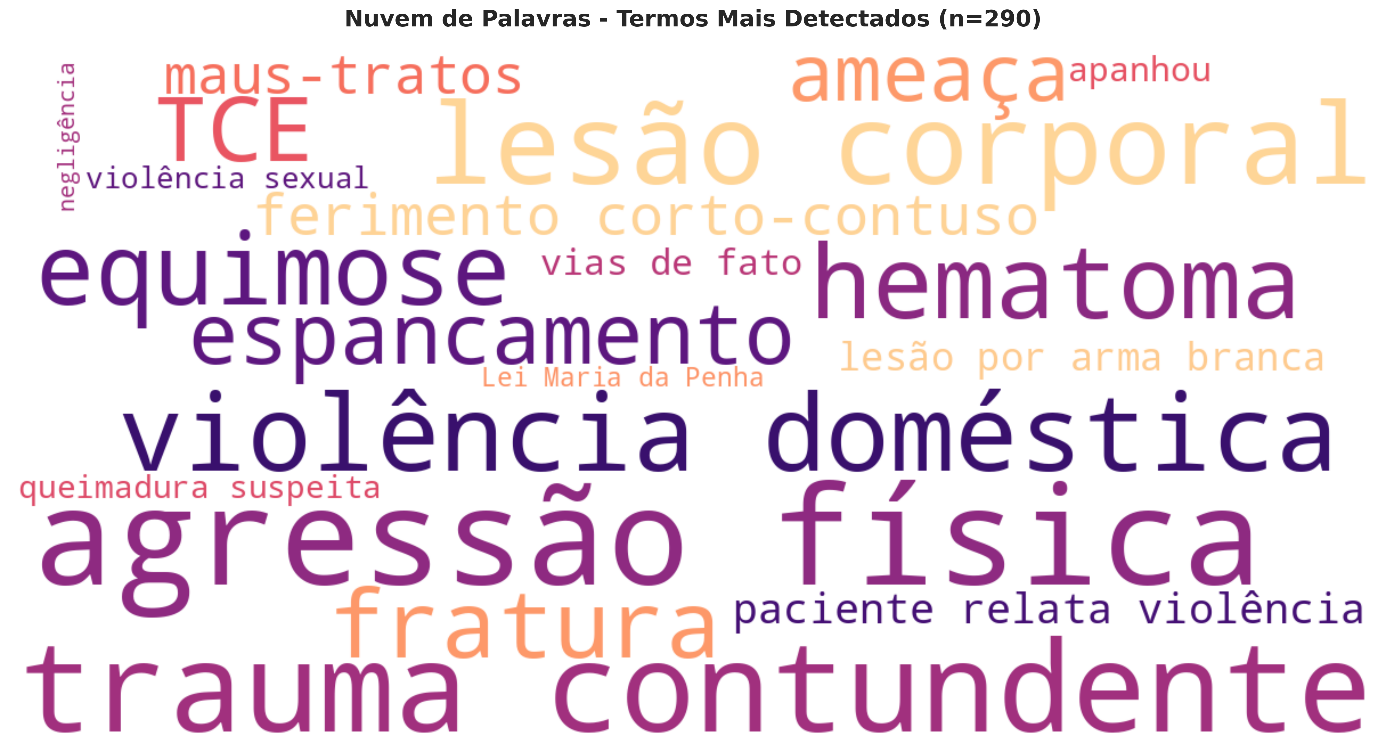 Nuvem de Palavras - Termos Mais Detectados (n=290)
maus-tratos
ameaça
apanhou
negligência
TCE
lesão corporal
violência sexual
ferimento corto-contuso
equimose
vias de fato
hematoma
espancamento
lesão por arma branca
Lei Maria da Penha
violência doméstica
queimadura suspeita
agressão física
fratura
paciente relata violência
trauma contundente